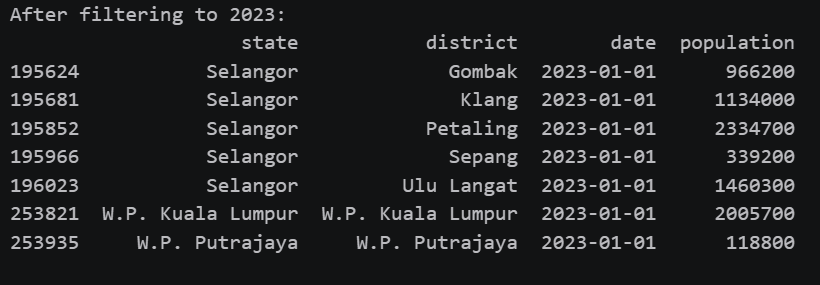 After filtering to 2023:
state district date population
195624 Selangor Gombak 2023-01-01 966200
195681 Selangor Klang 2023-01-01 1134000
195852 Selangor Petaling 2023-01-01 2334700
195966 Selangor Sepang 2023-01-01 339200
196023 Selangor Ulu Langat 2023-01-01 1460300
253821 W.P. Kuala Lumpur W.P. Kuala Lumpur 2023-01-01 2005700
253935 W.P. Putrajaya W.P. Putrajaya 2023-01-01 118800